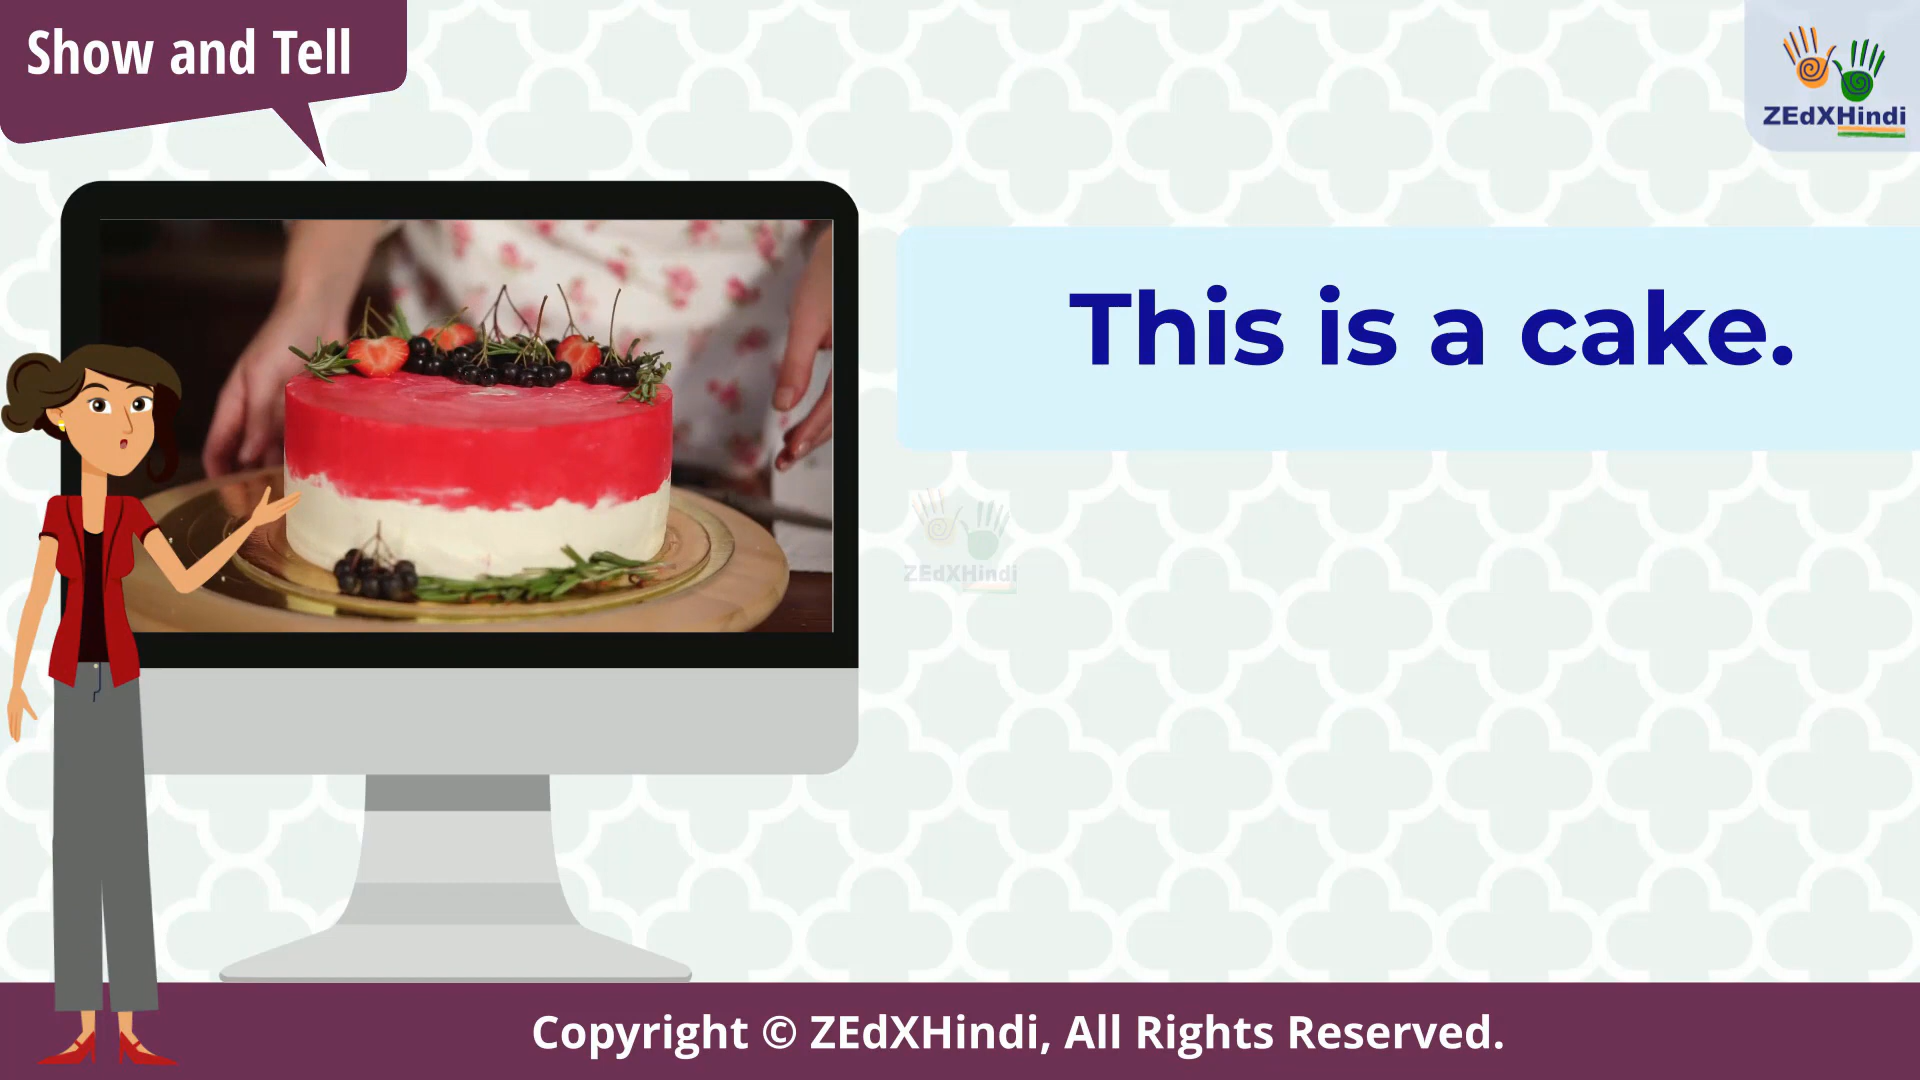 Show and Tell
ZEdXHindi
This is a cake.
ZEdXHindi
Copyright © ZEdXHindi, All Rights Reserved.